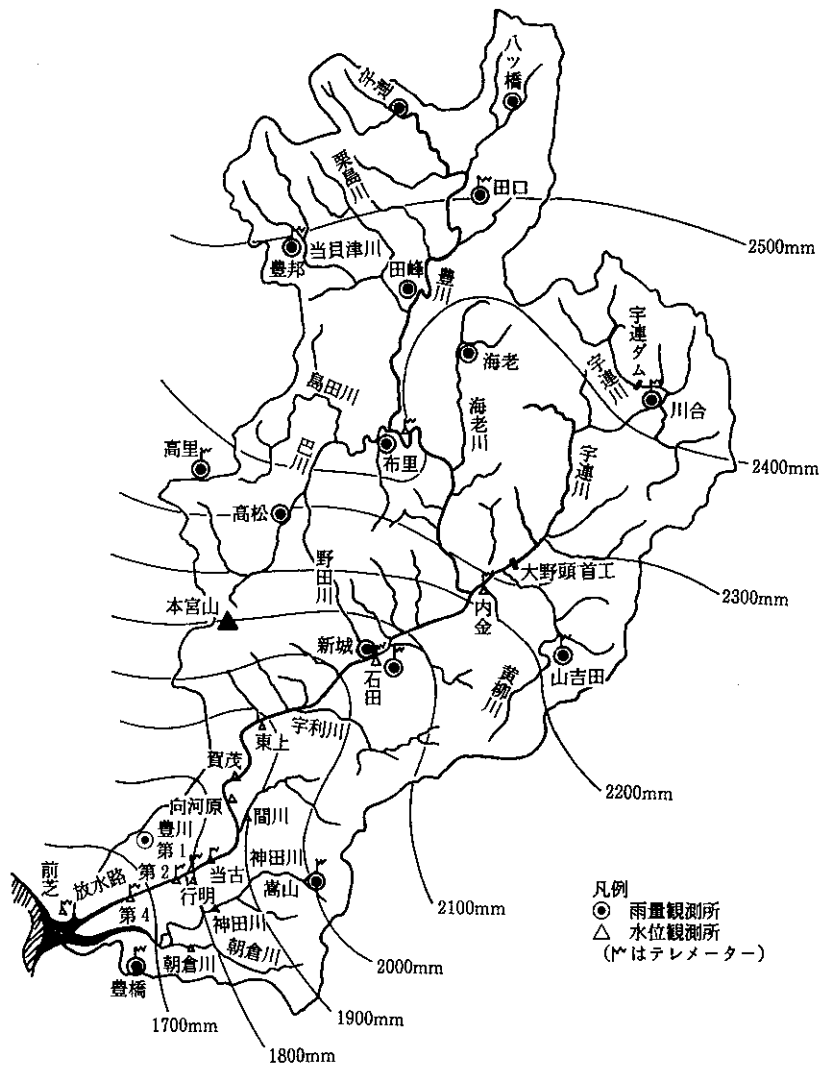 八ッ橋
栗島川
田口
2500mm
当貝津川
豊邦
田峰
豊川
宇連ダム
海老
宇連川
川合
島田川
海老川
高里
巴川
布里
宇連川
2400mm
高松
野田川
大野頭首工
2300mm
本宮山
内金
新城
石田
山吉田
黄柳川
宇利川
東上
賀茂
2200mm
向河原
間川
豊川
第1
神田川
前芝
放水路
第2
当古
嵩山
行明
2100mm
第4
神田川
朝倉川
朝倉川
2000mm
豊橋
1900mm
1700mm
1800mm
凡例
雨量観測所
△ 水位観測所
(はテレメーター)